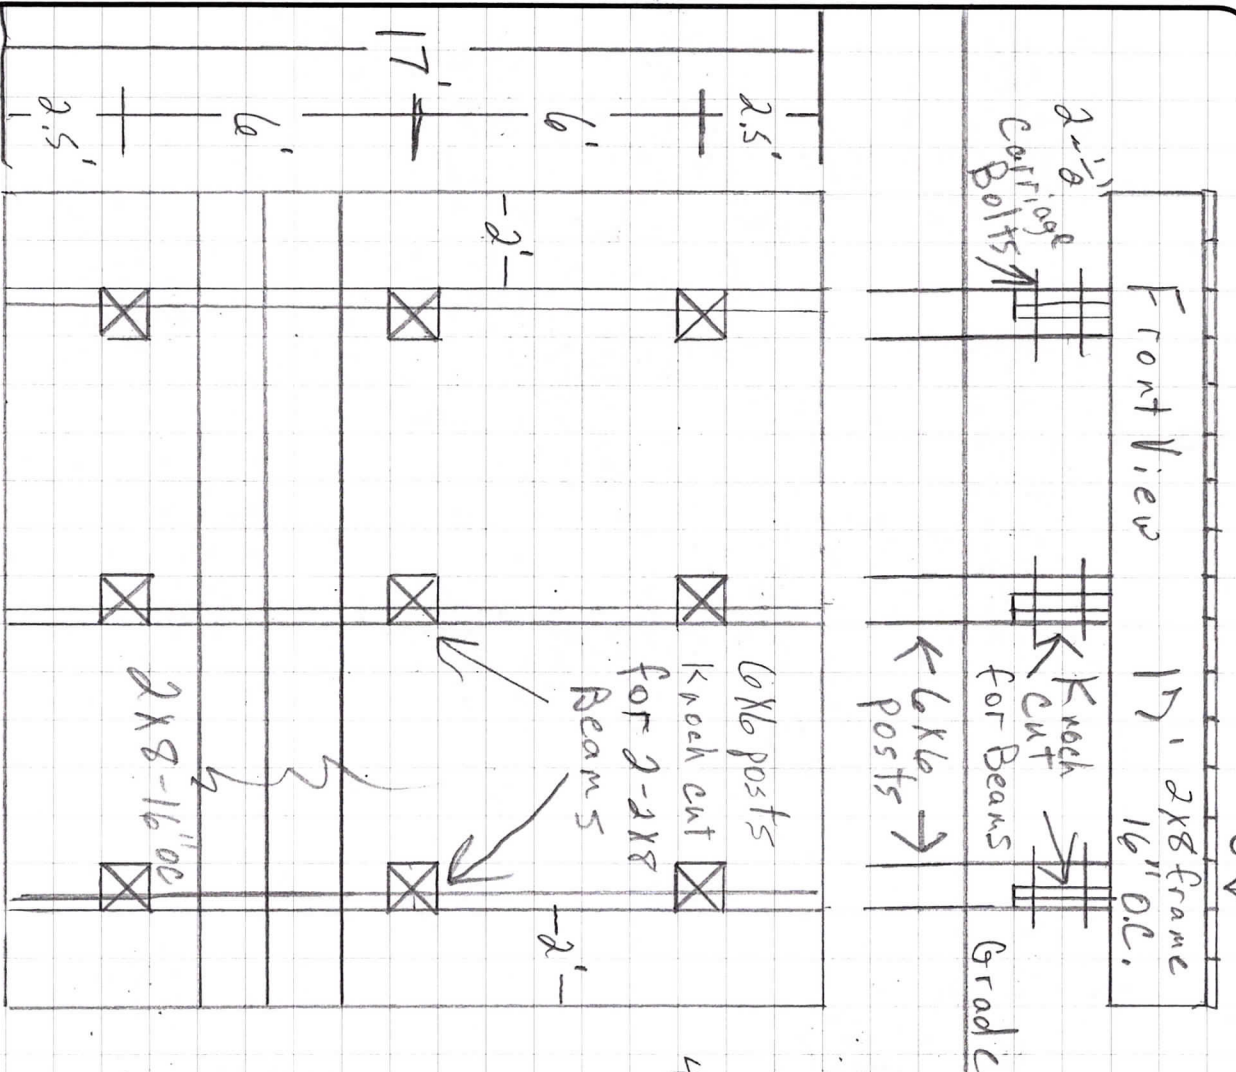 Front View 17' 2x8 frame
16" O.C.
2-½"
Carriage
Bolts
Knoch
cut
for Beams
Grade
6x6
posts
2.5'
6'
6'
2.5'
17'
-2'-
-2'-
6x6 posts
Knoch cut
for 2-2x8
Beams
2x8-16"OC